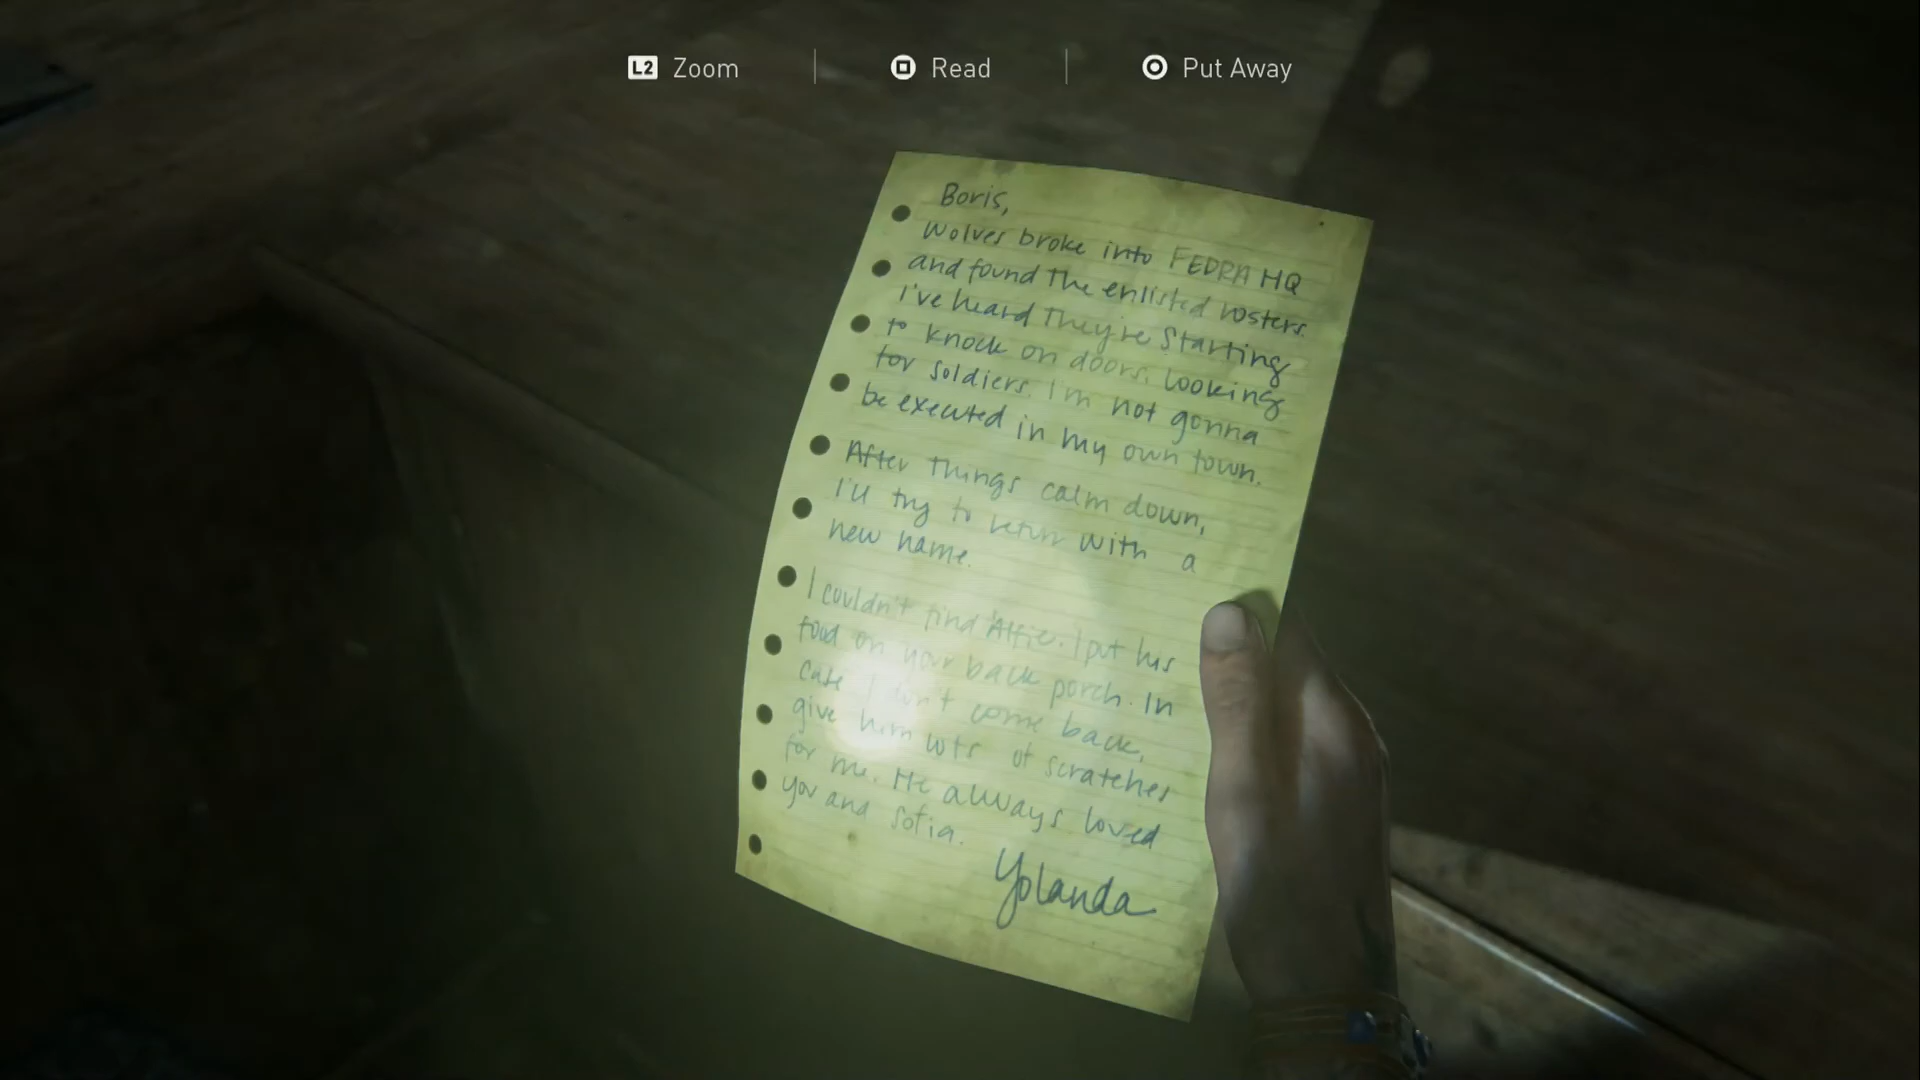 L2 Zoom Read Put Away
Boris,
Wolves broke into FEDRA HQ
and found the enlisted rosters.
I've heard they're starting
to knock on doors, looking
for soldiers. I'm not gonna
be executed in my own town.
After things calm down,
I'll try to return with a
new name.
I couldn't find Alfie. I put his
food on your back porch. In
case I don't come back,
give him lots of scratches
for me. He always loved
you and Sofia.
Yolanda